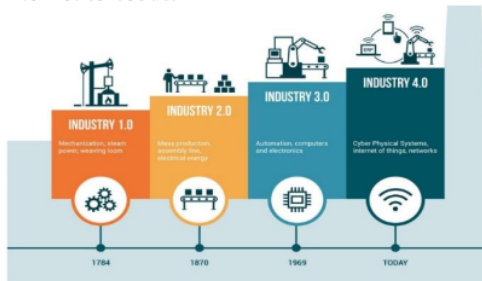 INDUSTRY 1.0
Mechanization, steam
power, weaving loom
INDUSTRY 2.0
Mass production,
assembly line,
electrical energy
INDUSTRY 3.0
Automation, computers
and electronics
INDUSTRY 4.0
Cyber Physical Systems,
internet of things, networks
1784
1870
1969
TODAY